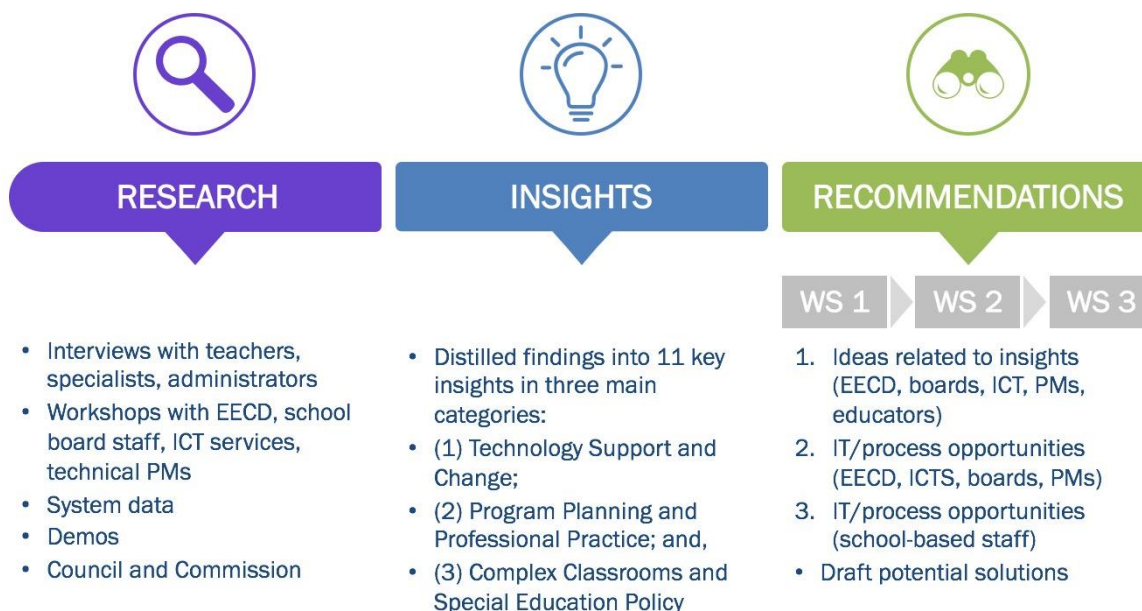 RESEARCH
• Interviews with teachers,
specialists, administrators
• Workshops with EECD, school
board staff, ICT services,
technical PMs
• System data
• Demos
• Council and Commission
INSIGHTS
• Distilled findings into 11 key
insights in three main
categories:
• (1) Technology Support and
Change;
• (2) Program Planning and
Professional Practice; and,
• (3) Complex Classrooms and
Special Education Policy
RECOMMENDATIONS
WS 1 WS 2 WS 3
1. Ideas related to insights
(EECD, boards, ICT, PMs,
educators)
2. IT/process opportunities
(EECD, ICTS, boards, PMs)
3. IT/process opportunities
(school-based staff)
• Draft potential solutions